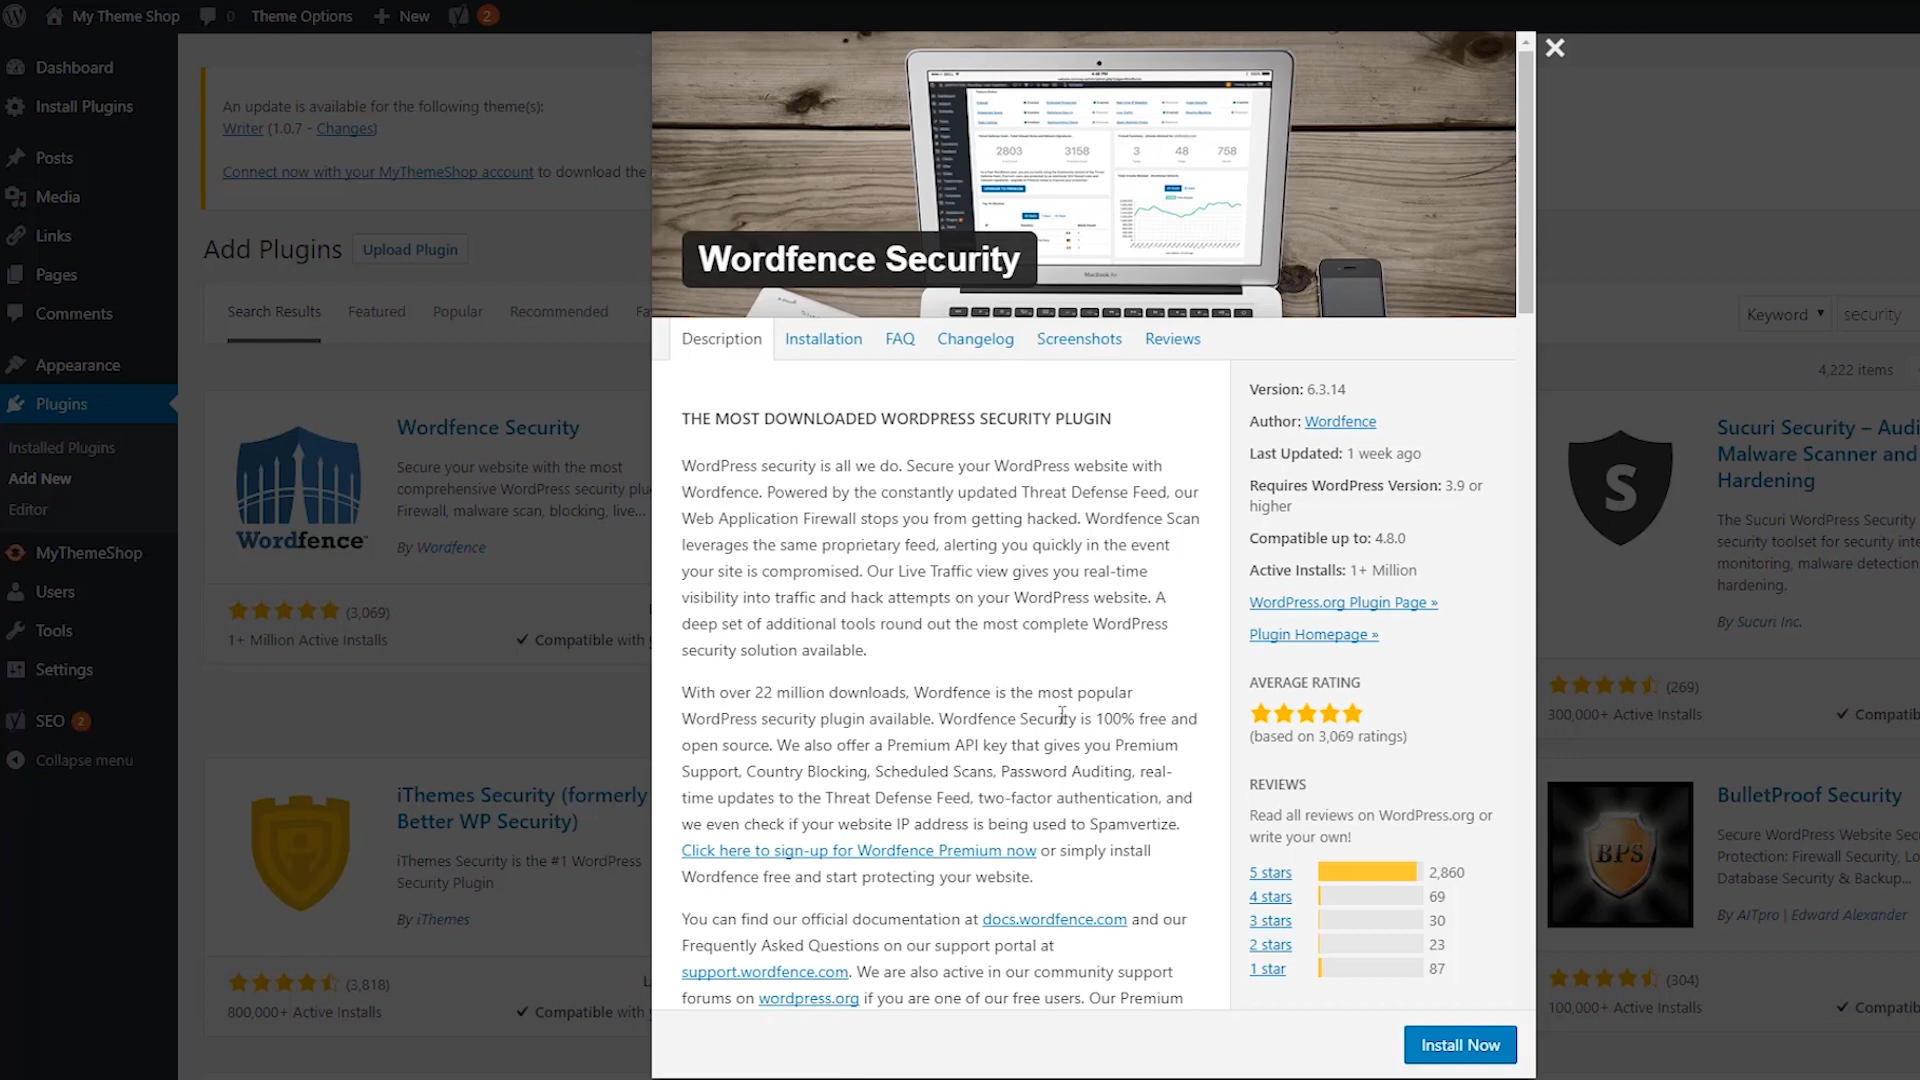 My Theme Shop
0
Theme Options
New
2
Dashboard
Install Plugins
Posts
Media
Links
Pages
Comments
Appearance
Plugins
Installed Plugins
Add New
Editor
MyThemeShop
Users
Tools
Settings
SEO 2
Collapse menu
An update is available for the following theme(s):
Writer (1.0.7 - Changes)
Connect now with your MyThemeShop account to download the
Add Plugins
Upload Plugin
Search Results
Featured
Popular
Recommended
Keyword
security
4,222 items
Wordfence Security
Secure your website with the most
comprehensive WordPress security
Firewall, malware scan, blocking, live...
By Wordfence
Wordfence
(3,069)
1+ Million Active Installs
Compatible with
iThemes Security (formerly
Better WP Security)
iThemes Security is the #1 WordPress
Security Plugin
By iThemes
(3,818)
800,000+ Active Installs
Compatible with
2803
3158
3
48
758
MacBook Air
Wordfence Security
Description
Installation
FAQ
Changelog
Screenshots
Reviews
THE MOST DOWNLOADED WORDPRESS SECURITY PLUGIN
WordPress security is all we do. Secure your WordPress website with
Wordfence. Powered by the constantly updated Threat Defense Feed, our
Web Application Firewall stops you from getting hacked. Wordfence Scan
leverages the same proprietary feed, alerting you quickly in the event
your site is compromised. Our Live Traffic view gives you real-time
visibility into traffic and hack attempts on your WordPress website. A
deep set of additional tools round out the most complete WordPress
security solution available.
With over 22 million downloads, Wordfence is the most popular
WordPress security plugin available. Wordfence Security is 100% free and
open source. We also offer a Premium API key that gives you Premium
Support, Country Blocking, Scheduled Scans, Password Auditing, real-
time updates to the Threat Defense Feed, two-factor authentication, and
we even check if your website IP address is being used to Spamvertize.
Click here to sign-up for Wordfence Premium now or simply install
Wordfence free and start protecting your website.
You can find our official documentation at docs.wordfence.com and our
Frequently Asked Questions on our support portal at
support.wordfence.com. We are also active in our community support
forums on wordpress.org if you are one of our free users. Our Premium
Version: 6.3.14
Author: Wordfence
Last Updated: 1 week ago
Requires WordPress Version: 3.9 or
higher
Compatible up to: 4.8.0
Active Installs: 1+ Million
WordPress.org Plugin Page »
Plugin Homepage »
AVERAGE RATING
(based on 3,069 ratings)
REVIEWS
Read all reviews on WordPress.org or
write your own!
5 stars 2,860
4 stars 69
3 stars 30
2 stars 23
1 star 87
Install Now
S
Sucuri Security –
Malware Scanner and
Hardening
The Sucuri WordPress Security
security toolset for security
monitoring, malware detection
hardening.
By Sucuri Inc.
(269)
300,000+ Active Installs
BPS
BulletProof Security
Secure WordPress Website
Protection: Firewall Security,
Database Security & Backup...
By AITpro | Edward Alexander
(304)
100,000+ Active Installs